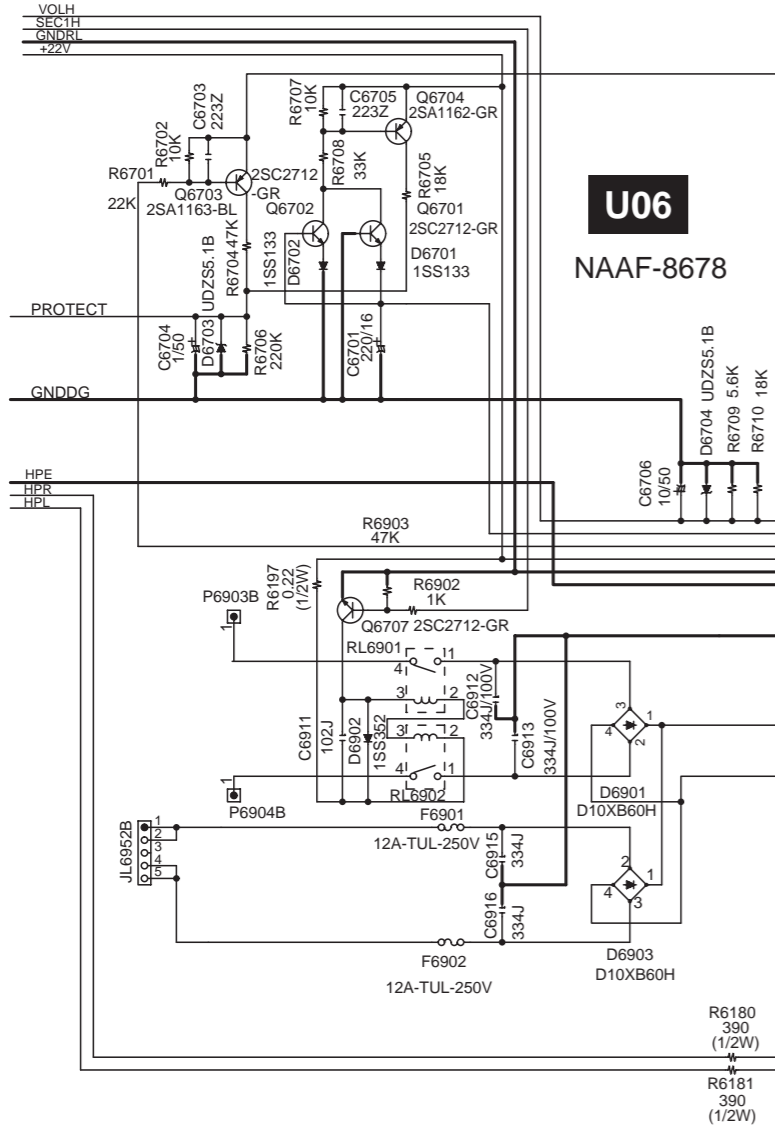 VOLH
SEC1H
GNDRL
+22V
R6702
10K
C6703
223Z
R6707
10K
C6705
223Z
Q6704
2SA1162-GR
R6701
22K
Q6703
2SA1163-BL
2SC2712
-GR
Q6702
R6708
33K
R6705
18K
Q6701
2SC2712-GR
D6701
1SS133
1SS133
D6702
R6704
47K
U06
NAAF-8678
PROTECT
C6704
1/50
D6703
UDZS5.1B
R6706
220K
C6701
220/16
GNDDG
D6704 UDZS5.1B
R6709 5.6K
R6710 18K
C6706
10/50
HPE
HPR
HPL
R6903
47K
R6197
0.22
(1/2W)
P6903B
1
R6902
1K
Q6707 2SC2712-GR
RL6901
4
1
3
2
C6912
334J/100V
C6911
102J
D6902
1SS352
3
2
4
1
C6913
334J/100V
RL6902
3
4
1
2
D6901
D10XB60H
1
P6904B
F6901
12A-TUL-250V
JL6952B
1
2
3
4
5
C6915
334J
C6916
334J
2
4
1
3
D6903
D10XB60H
F6902
12A-TUL-250V
R6180
390
(1/2W)
R6181
390
(1/2W)